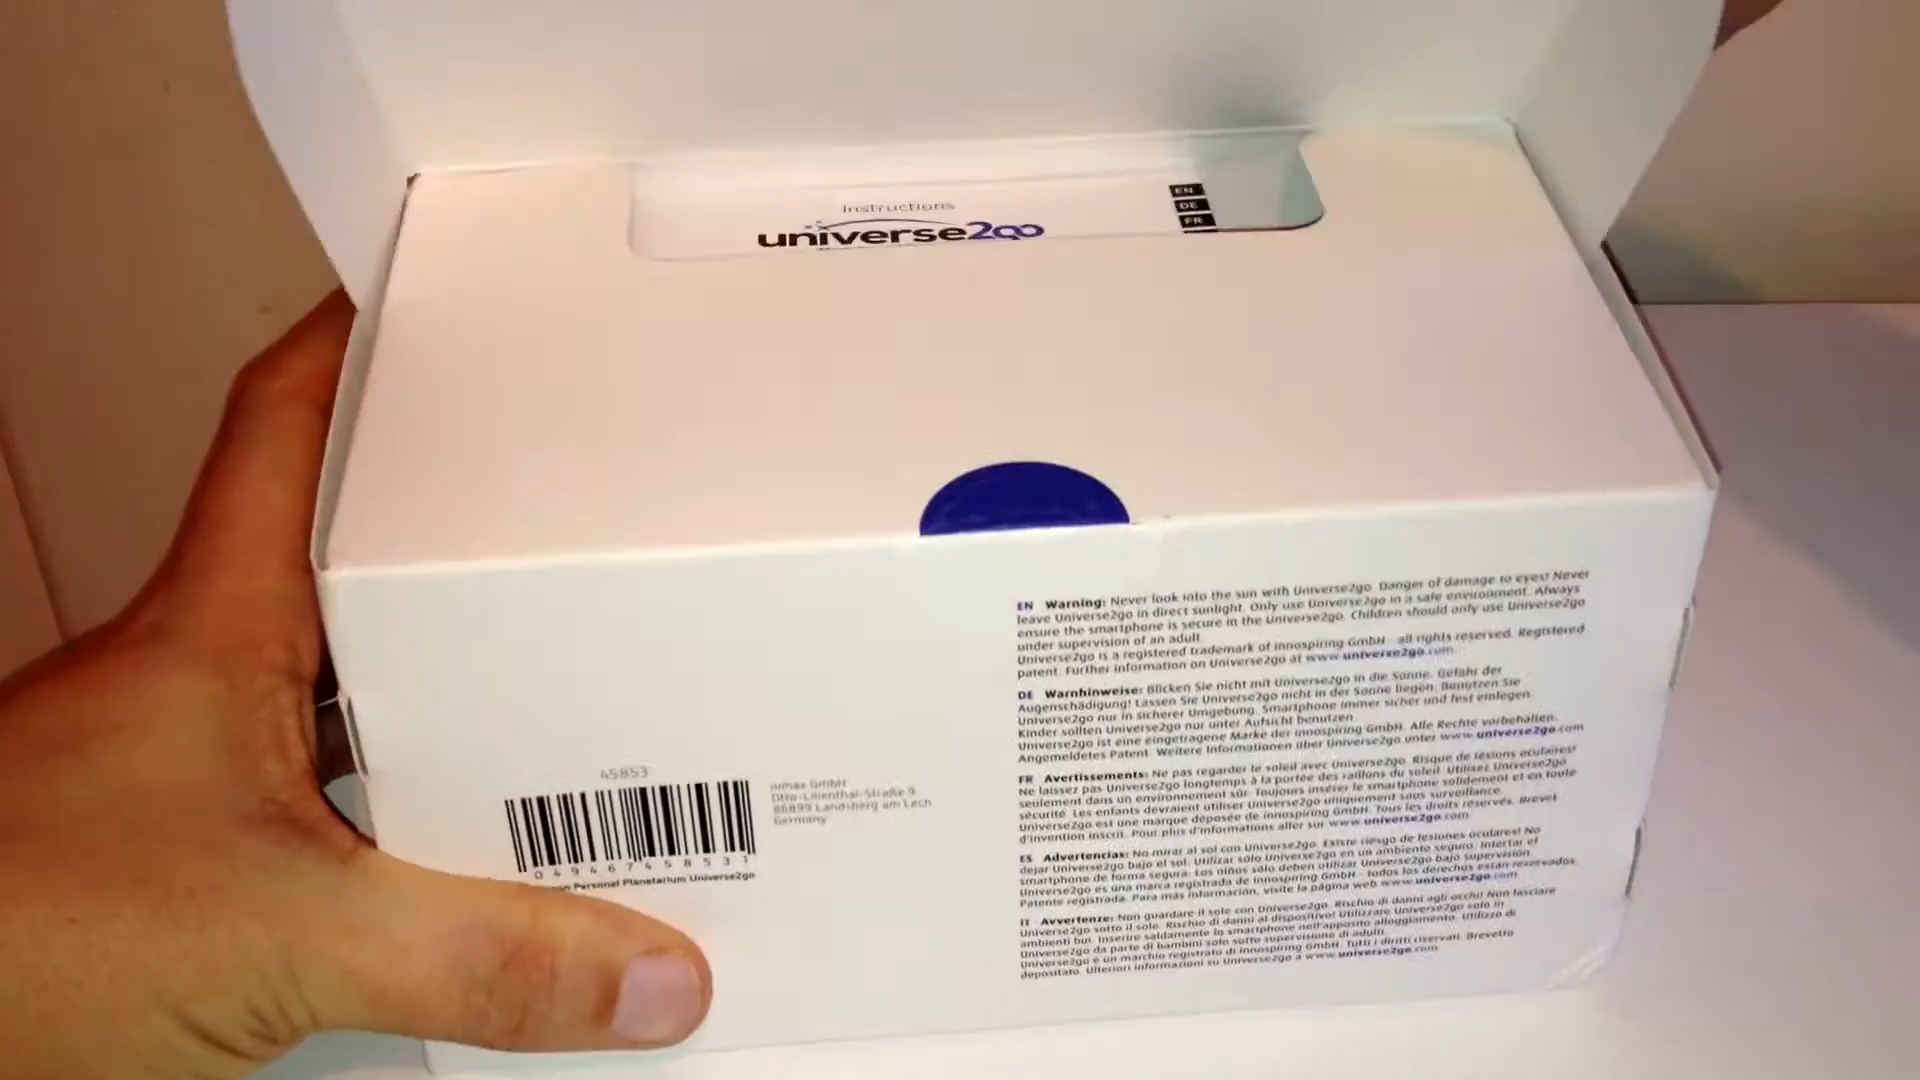 Instructions
universe2go
EN
DE
FR
EN Warning: Never look into the sun with Universe2go. Danger of damage to eyes! Never
leave Universe2go in direct sunlight. Only use Universe2go in a safe environment. Always
ensure the smartphone is secure in the Universe2go. Children should only use Universe2go
under supervision of an adult.
Universe2go is a registered trademark of innospiring GmbH - all rights reserved. Registered
patent. Further information on Universe2go at www.universe2go.com
DE Warnhinweise: Blicken Sie nicht mit Universe2go in die Sonne. Gefahr der
Augenschädigung! Lassen Sie Universe2go nicht in der Sonne liegen. Benutzen Sie
Universe2go nur in sicherer Umgebung. Smartphone immer sicher und fest einlegen.
Kinder sollten Universe2go nur unter Aufsicht benutzen.
Universe2go ist eine eingetragene Marke der innospiring GmbH. Alle Rechte vorbehalten.
Angemeldetes Patent. Weitere Informationen über Universe2go unter www.universe2go.com
FR Avertissements: Ne pas regarder le soleil avec Universe2go. Risque de lésions oculaires!
Ne laissez pas Universe2go longtemps à la portée des raillons du soleil. Utilisez Universe2go
seulement dans un environnement sûr. Toujours insérer le smartphone solidement et en toute
sécurité. Les enfants devraient utiliser Universe2go uniquement sous surveillance.
Universe2go est une marque déposée de innospiring GmbH. Tous les droits réservés. Brevet
d'invention inscrit. Pour plus d'informations aller sur www.universe2go.com
ES Advertencias: No mirar al sol con Universe2go. Existe riesgo de lesiones oculares! No
dejar Universe2go bajo el sol. Utilizar sólo Universe2go en un ambiente seguro. Intertar el
smartphone de forma segura. Los niños sólo deben utilizar Universe2go bajo supervisión.
Universe2go es una marca registrada de innospiring GmbH - todos los derechos están reservados.
Patente registrada. Para más información, visite la página web www.universe2go.com
IT Avvertenze: Non guardare il sole con Universe2go. Rischio di danni agli occhi! Non lasciare
Universe2go sotto il sole. Rischio di danni al dispositivo! Utilizzare Universe2go solo in
ambienti bui. Inserire saldamente lo smartphone nell'apposito alloggiamento. Utilizzo di
Universe2go da parte di bambini solo sotto supervisione di adulti.
Universe2go è un marchio registrato di innospiring GmbH. Tutti i diritti riservati. Brevetto
depositato. Ulteriori informazioni su Universe2go a www.universe2go.com
45853
nimax GmbH
Otto-Lilienthal-Straße 9
86899 Landsberg am Lech
Germany
0 4 9 4 6 7 4 5 8 5 3 1
Personal Planetarium Universe2go